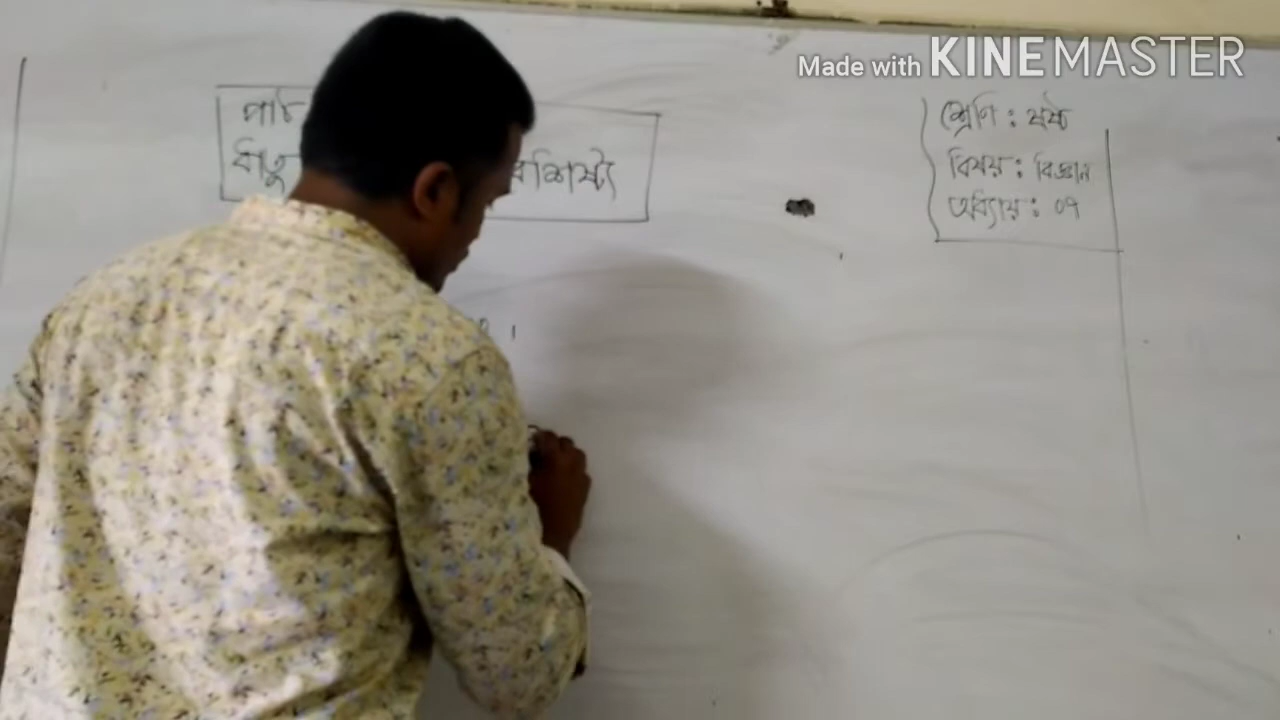 Made with KINEMASTER
পাঠ
ধাতু
শ্রেণি : ষষ্ঠ
বিষয় : বিজ্ঞান
অধ্যায় : ০৭